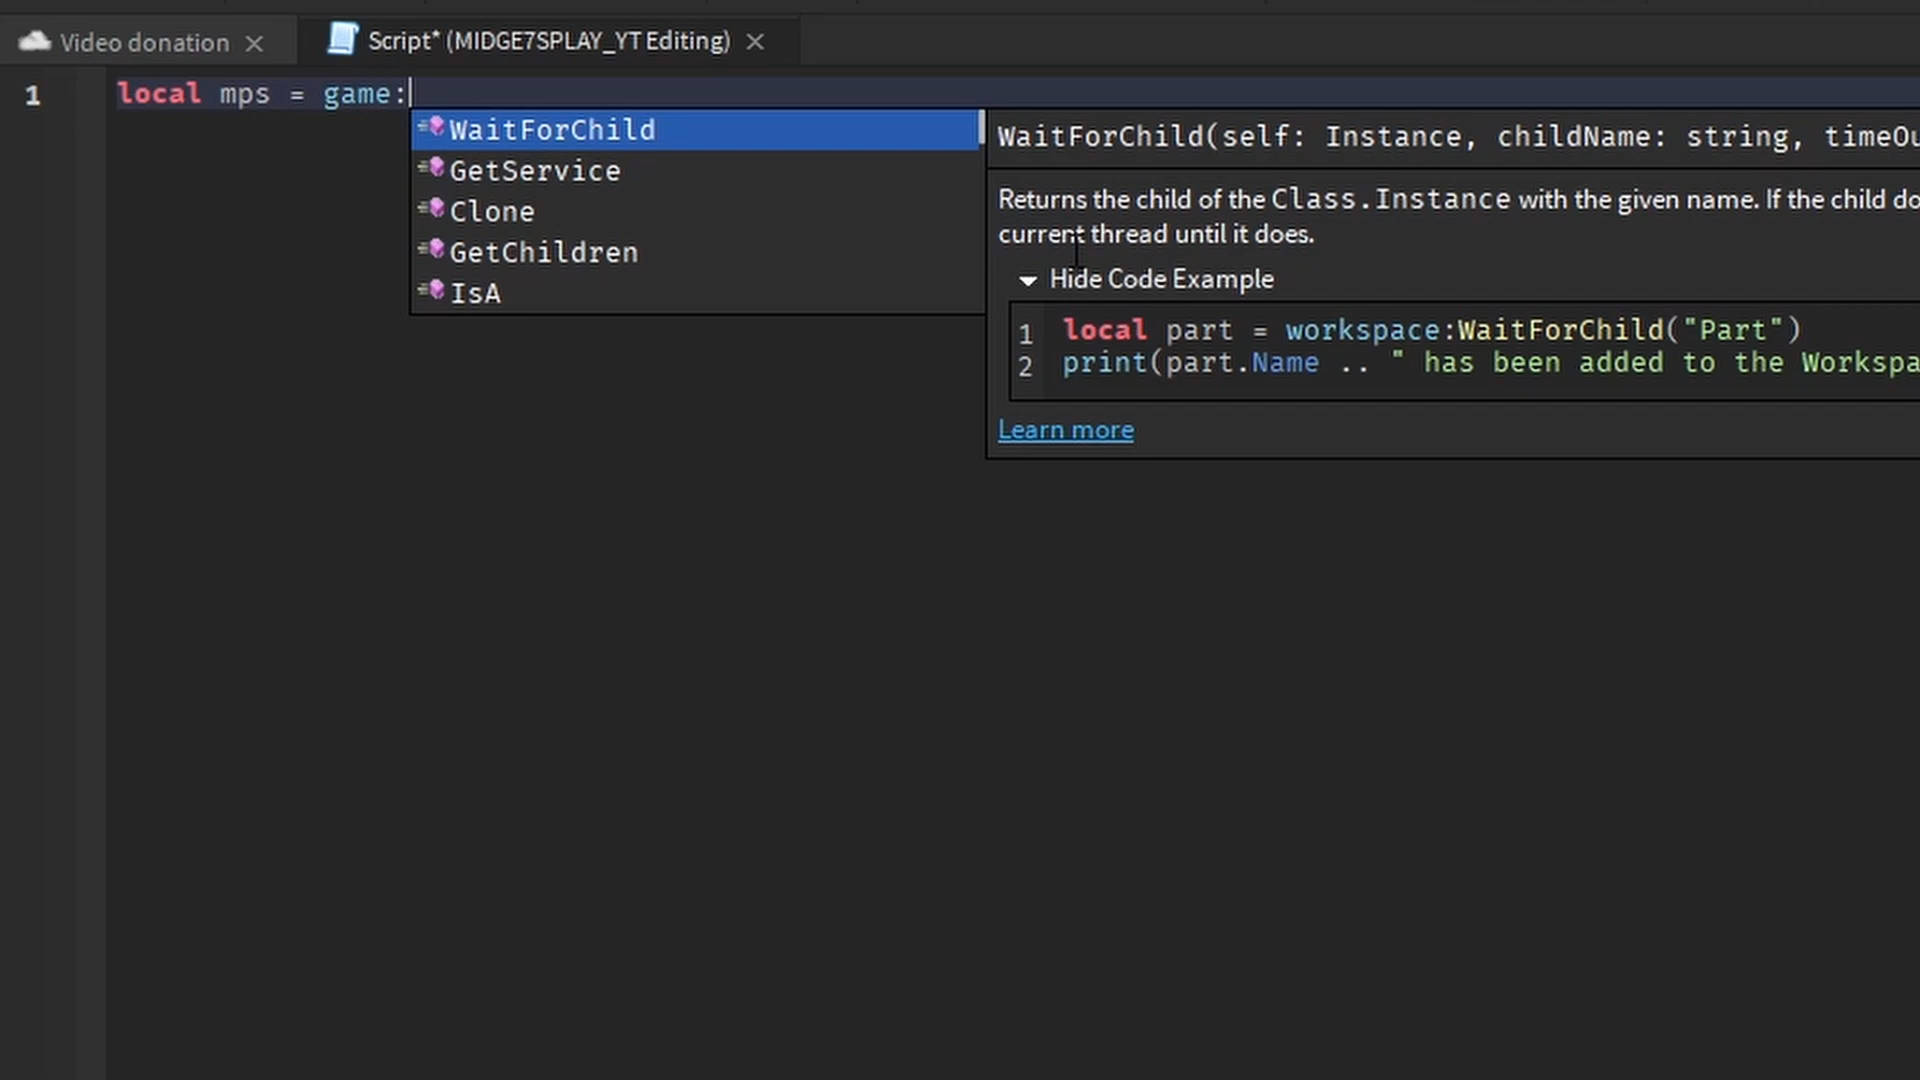 Video donation
Script* (MIDGE7SPLAY_YT Editing)
1 local mps = game:
WaitForChild
GetService
Clone
GetChildren
IsA
WaitForChild(self: Instance, childName: string, timeOu
Returns the child of the Class.Instance with the given name. If the child do
current thread until it does.
Hide Code Example
1 local part = workspace:WaitForChild("Part")
2 print(part.Name .. " has been added to the Workspa
Learn more